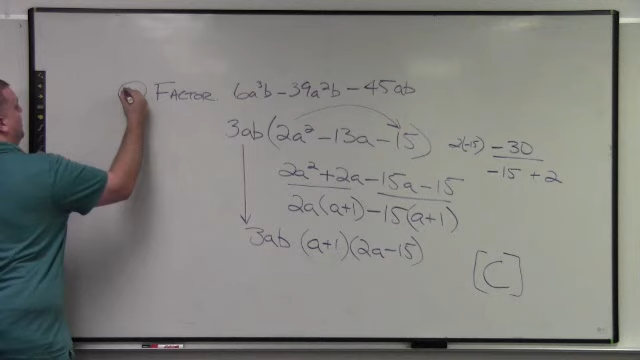 FACTOR 6a³b - 39a²b - 45ab
3ab(2a² - 13a - 15)
2(-15) -30
-15 + 2
2a² + 2a - 15a - 15
2a(a+1) - 15(a+1)
3ab (a+1)(2a-15)
[C]